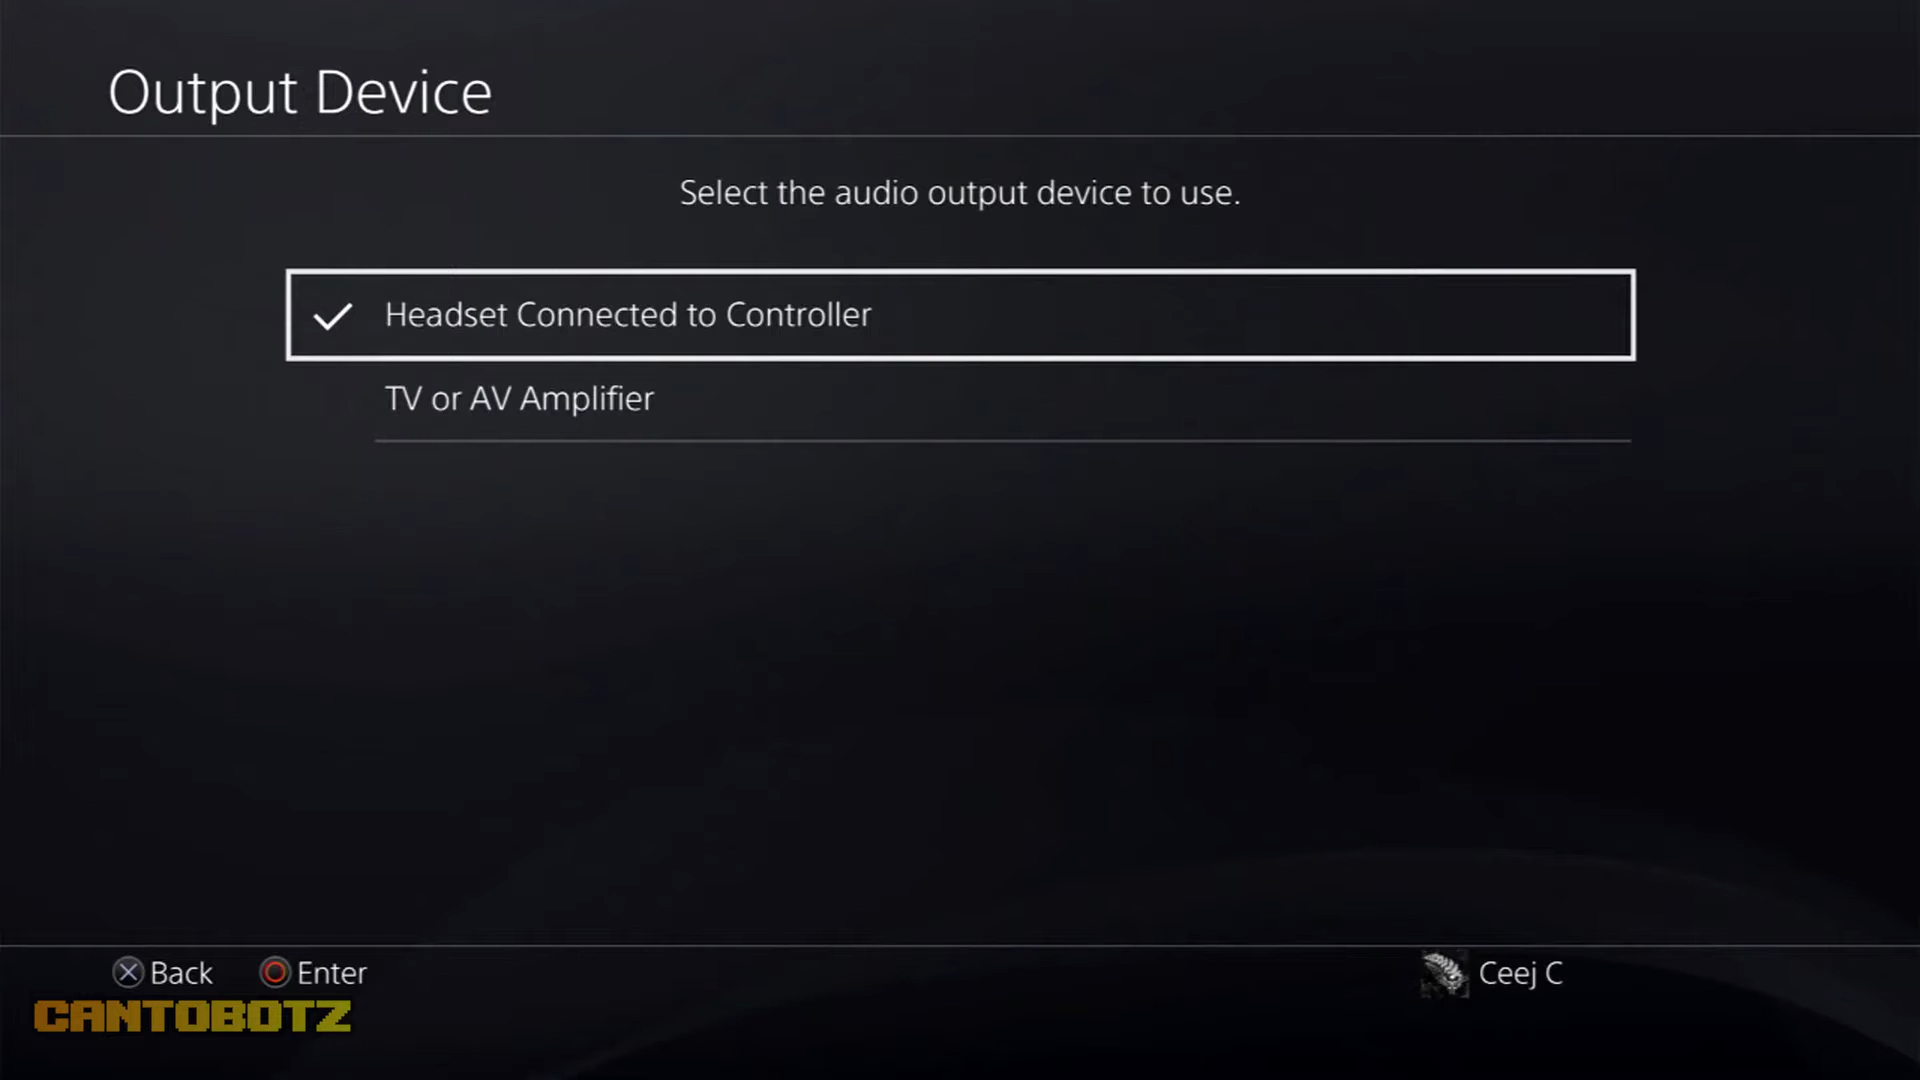 Output Device
Select the audio output device to use.
Headset Connected to Controller
TV or AV Amplifier
Back Enter Ceej C
CANTOBOTZ